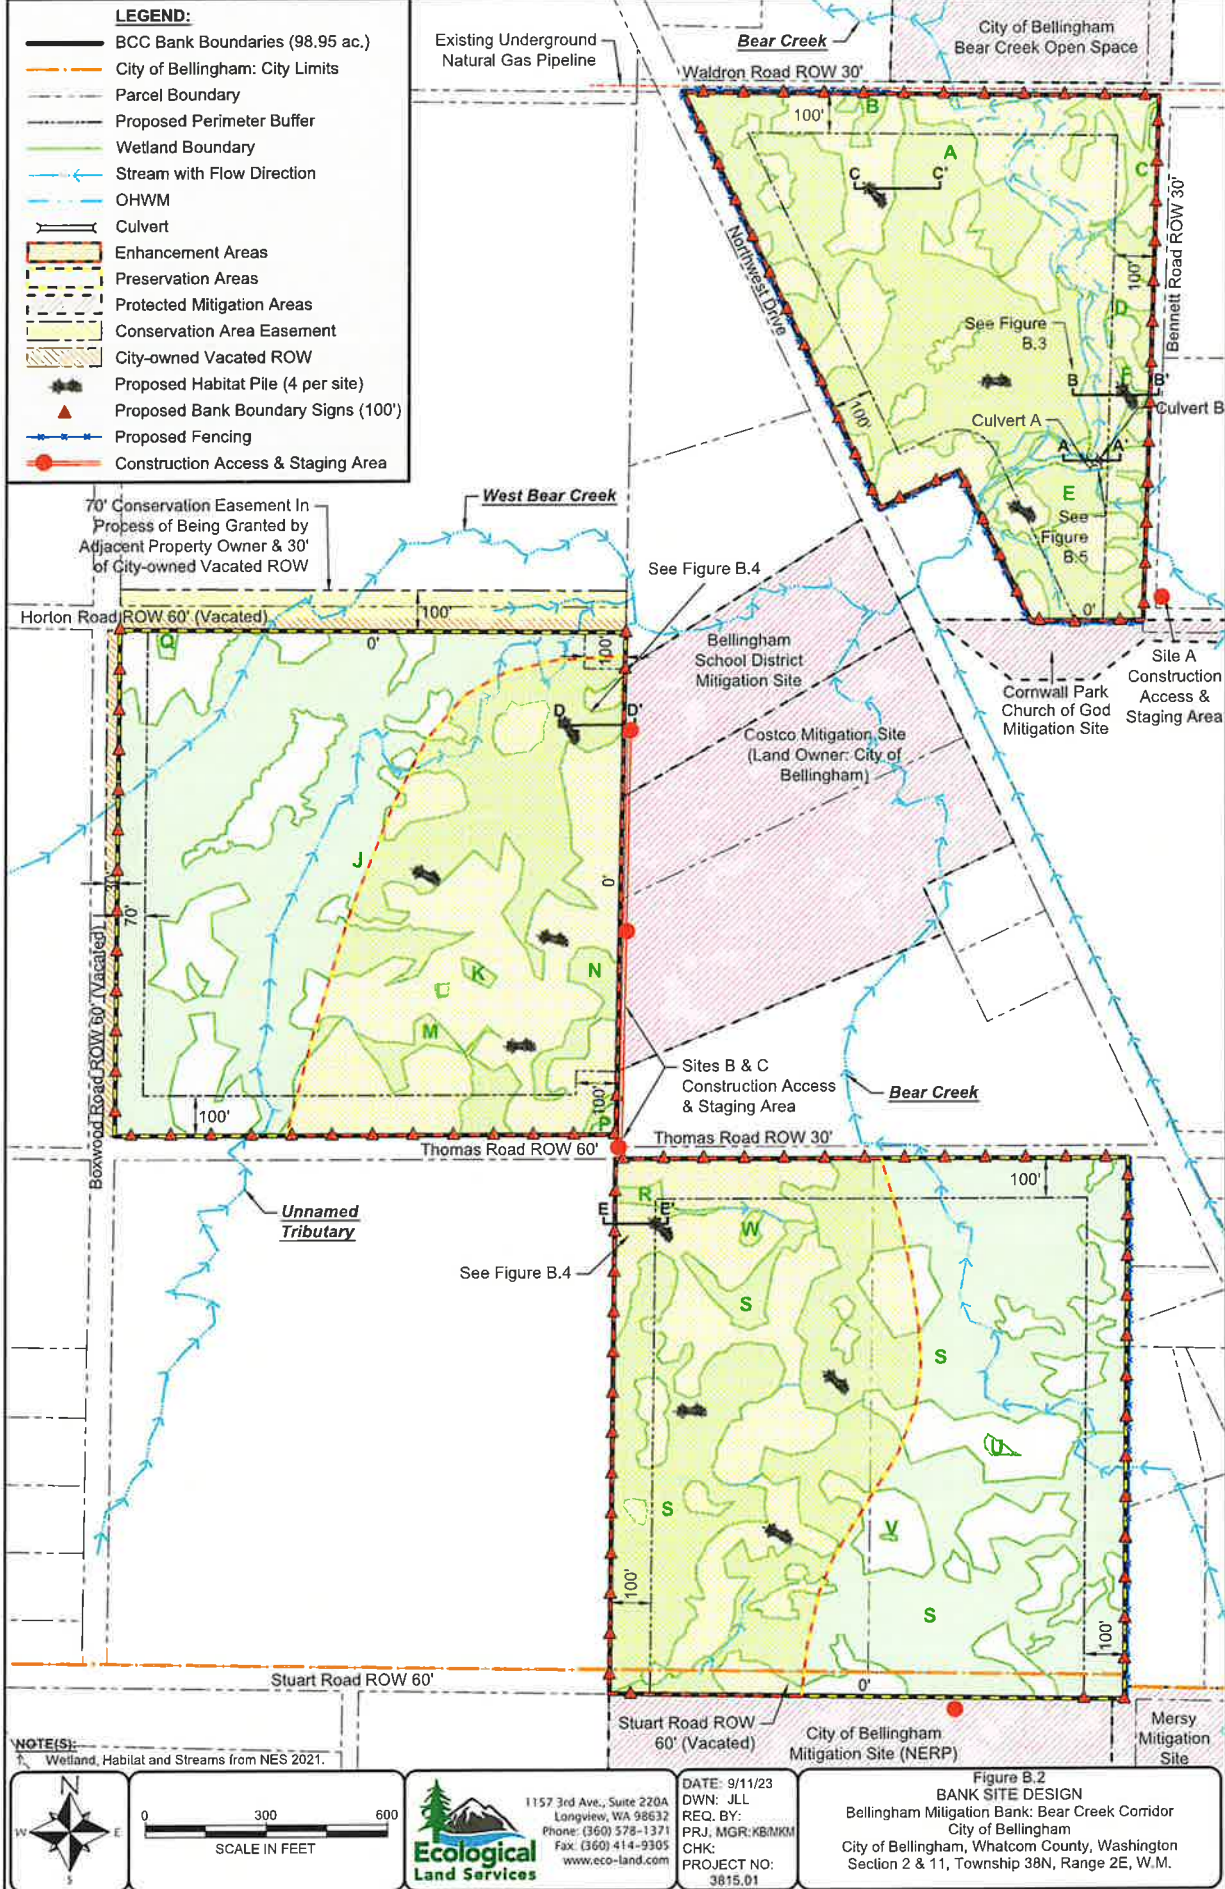 LEGEND:
BCC Bank Boundaries (98.95 ac.)
City of Bellingham: City Limits
Parcel Boundary
Proposed Perimeter Buffer
Wetland Boundary
Stream with Flow Direction
OHWM
Culvert
Enhancement Areas
Preservation Areas
Protected Mitigation Areas
Conservation Area Easement
City-owned Vacated ROW
Proposed Habitat Pile (4 per site)
Proposed Bank Boundary Signs (100')
Proposed Fencing
Construction Access & Staging Area
Existing Underground
Natural Gas Pipeline
Bear Creek
City of Bellingham
Bear Creek Open Space
Waldron Road ROW 30'
100'
B
A
C
C
C'
Northwest Drive
Bennett Road ROW 30'
100'
D
See Figure
B.3
F
B
B'
Culvert B
100'
Culvert A
A
A'
E
See
Figure
B.5
0'
70' Conservation Easement In
Process of Being Granted by
Adjacent Property Owner & 30'
of City-owned Vacated ROW
West Bear Creek
See Figure B.4
Horton Road ROW 60' (Vacated)
100'
Q
0'
100'
Bellingham
School District
Mitigation Site
Cornwall Park
Church of God
Mitigation Site
Site A
Construction
Access &
Staging Area
D
D'
Costco Mitigation Site
(Land Owner: City of
Bellingham)
J
30'
70'
0'
K
N
M
Boxwood Road ROW 60' (Vacated)
100'
100'
P
Sites B & C
Construction Access
& Staging Area
Bear Creek
Thomas Road ROW 60'
Thomas Road ROW 30'
100'
R
E
E'
W
Unnamed
Tributary
See Figure B.4
S
S
U
S
V
100'
S
100'
Stuart Road ROW 60'
0'
Stuart Road ROW
60' (Vacated)
City of Bellingham
Mitigation Site (NERP)
Mersy
Mitigation
Site
NOTE(S):
Wetland, Habitat and Streams from NES 2021.
N
W
E
S
0
300
600
SCALE IN FEET
Ecological
Land Services
1157 3rd Ave., Suite 220A
Longview, WA 98632
Phone: (360) 578-1371
Fax: (360) 414-9305
www.eco-land.com
DATE: 9/11/23
DWN: JLL
REQ. BY:
PRJ. MGR: KB/MKM
CHK:
PROJECT NO:
3815.01
Figure B.2
BANK SITE DESIGN
Bellingham Mitigation Bank: Bear Creek Corridor
City of Bellingham
City of Bellingham, Whatcom County, Washington
Section 2 & 11, Township 38N, Range 2E, W.M.